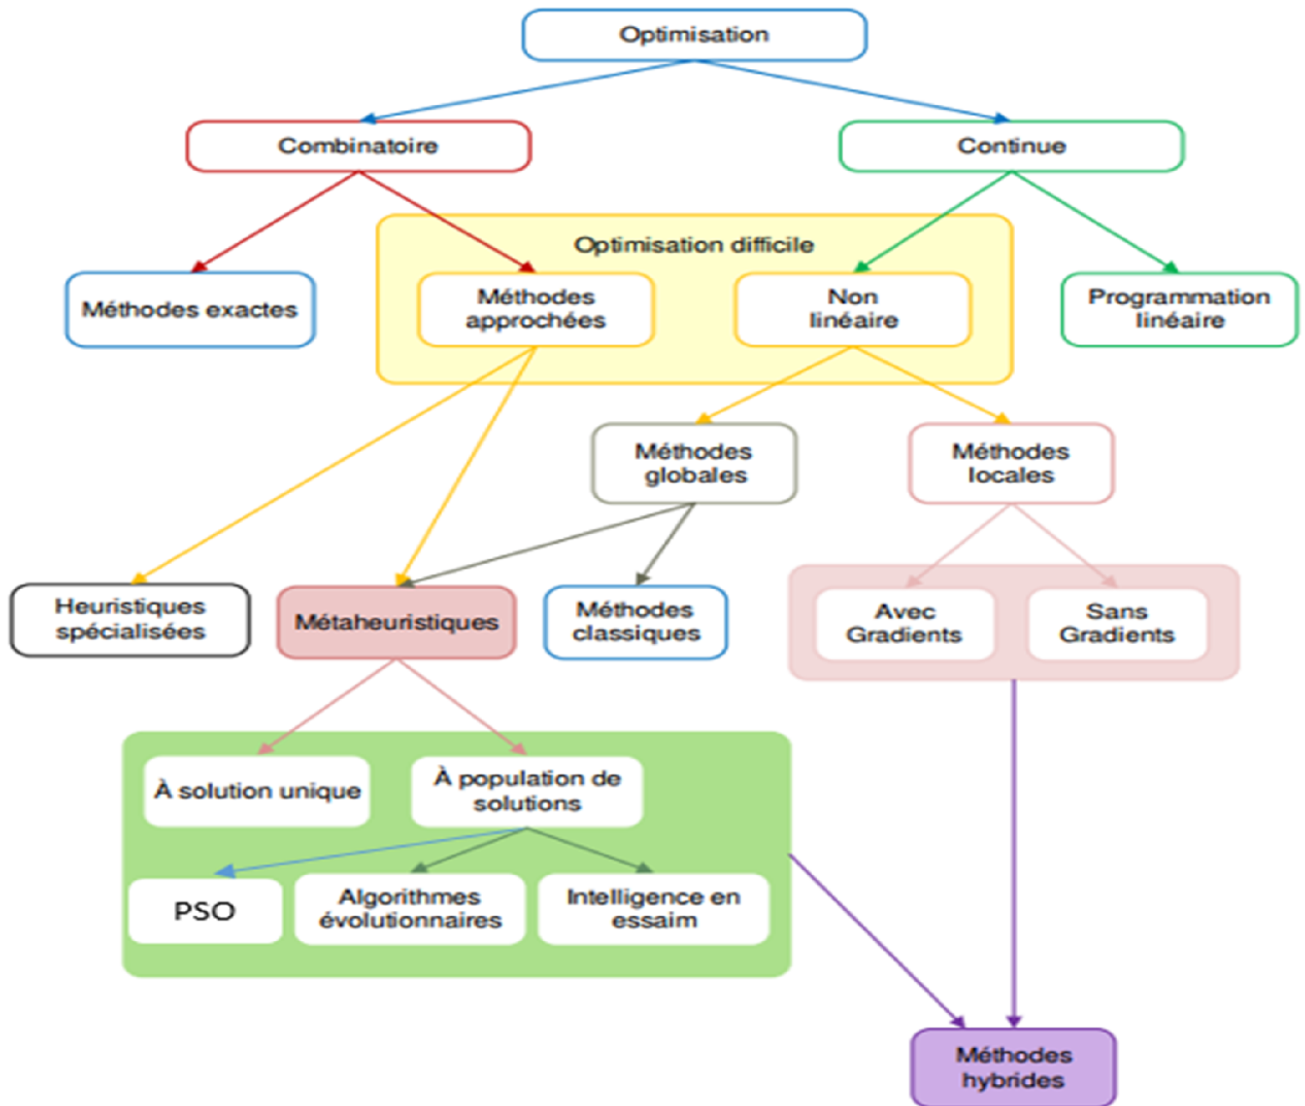 Optimisation
Combinatoire
Continue
Optimisation difficile
Méthodes exactes
Méthodes
approchées
Non
linéaire
Programmation
linéaire
Méthodes
globales
Méthodes
locales
Heuristiques
spécialisées
Métaheuristiques
Méthodes
classiques
Avec
Gradients
Sans
Gradients
À solution unique
À population de
solutions
PSO
Algorithmes
évolutionnaires
Intelligence en
essaim
Méthodes
hybrides